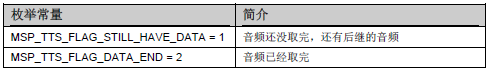 枚举常量 简介
MSP_TTS_FLAG_STILL_HAVE_DATA = 1 音频还没取完，还有后继的音频
MSP_TTS_FLAG_DATA_END = 2 音频已经取完